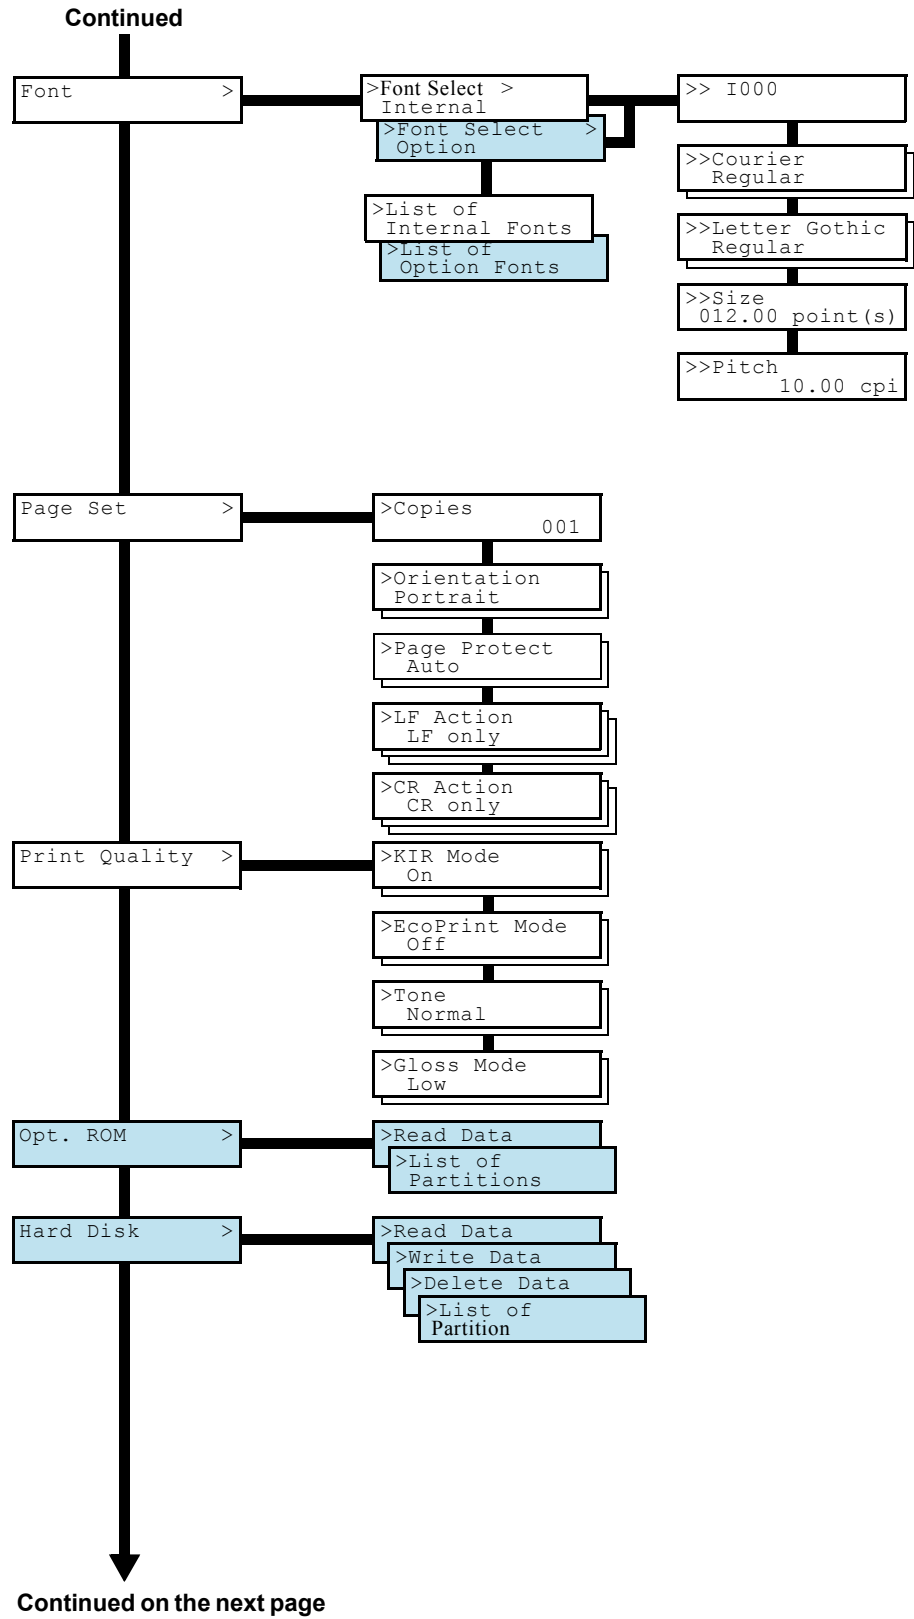 Continued
Font >
>Font Select >
Internal
>Font Select >
Option
>List of
Internal Fonts
>List of
Option Fonts
>> I000
>>Courier
Regular
>>Letter Gothic
Regular
>>Size
012.00 point(s)
>>Pitch
10.00 cpi
Page Set >
>Copies
001
>Orientation
Portrait
>Page Protect
Auto
>LF Action
LF only
>CR Action
CR only
Print Quality >
>KIR Mode
On
>EcoPrint Mode
Off
>Tone
Normal
>Gloss Mode
Low
Opt. ROM >
>Read Data
>List of
Partitions
Hard Disk >
>Read Data
>Write Data
>Delete Data
>List of
Partition
Continued on the next page